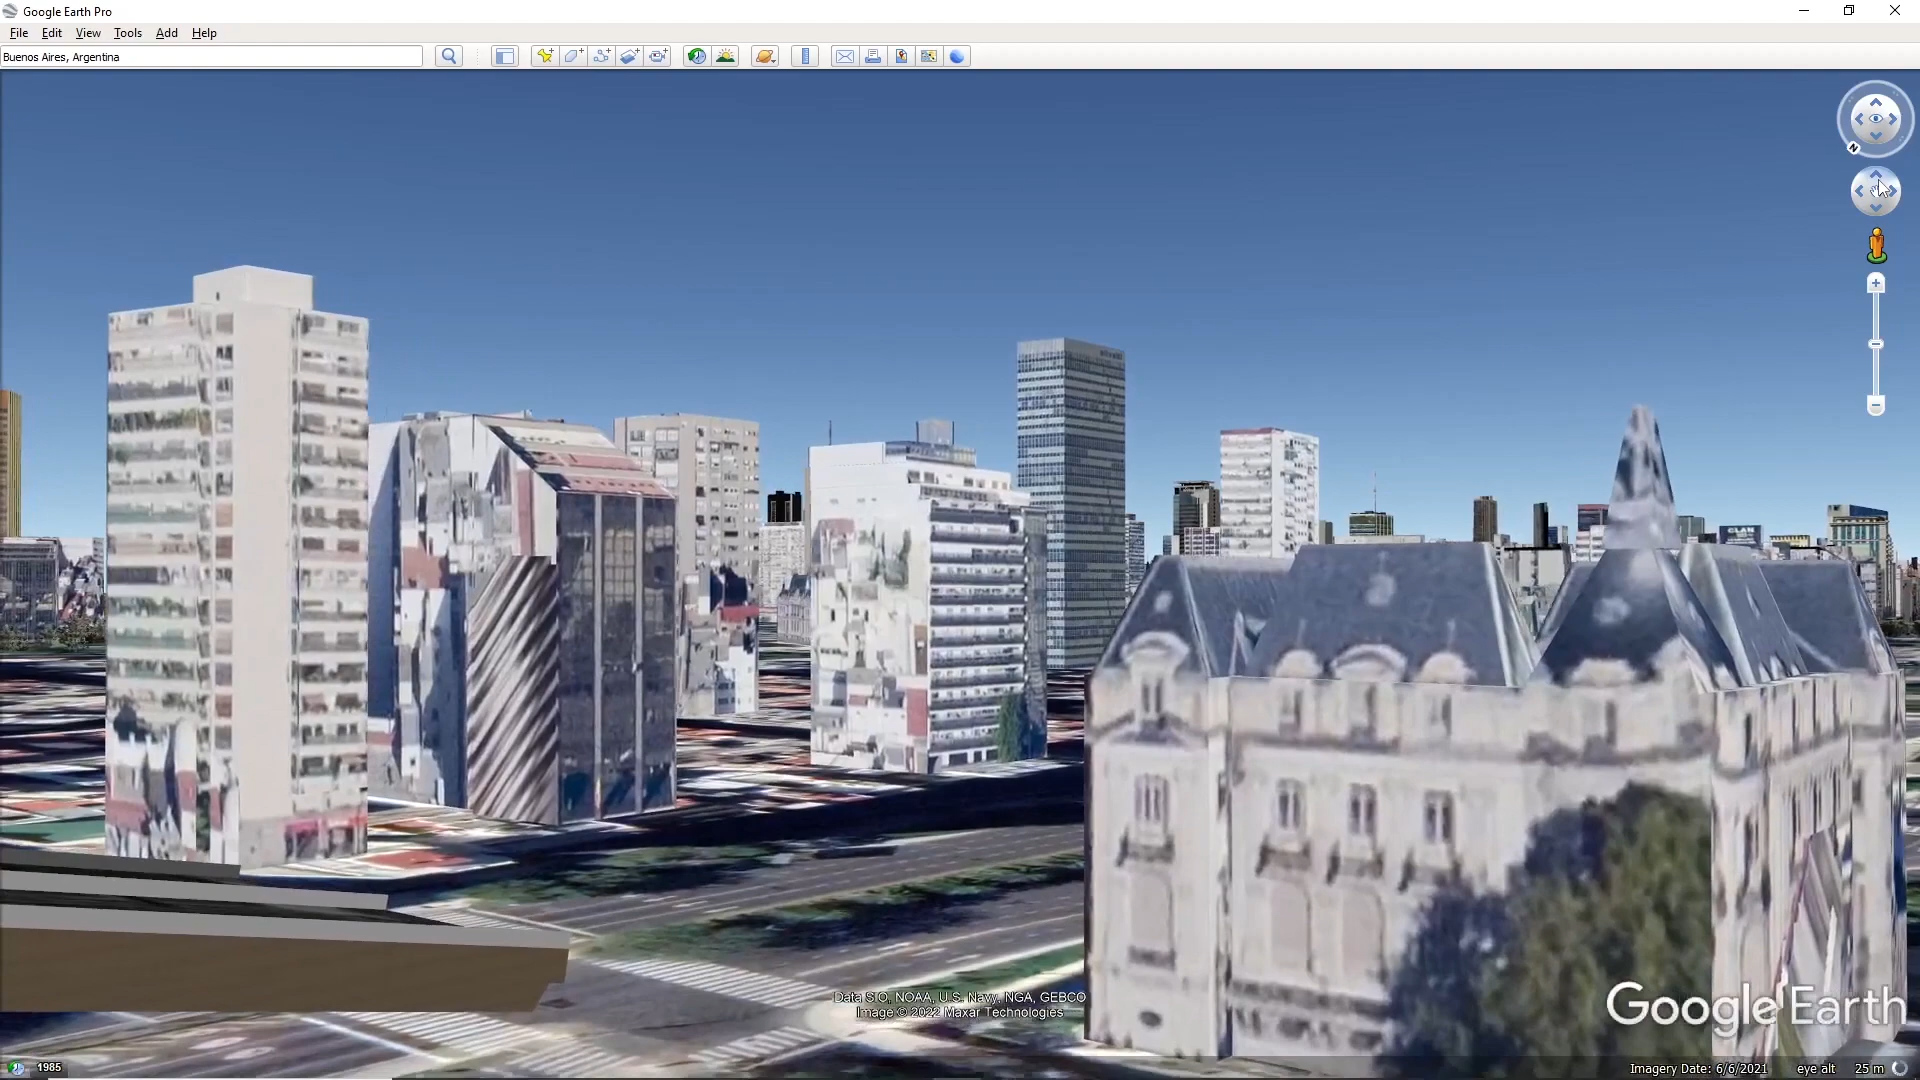 Google Earth Pro
File Edit View Tools Add Help
Buenos Aires, Argentina
N
CLAN
Data SIO, NOAA, U.S. Navy, NGA, GEBCO
Image © 2022 Maxar Technologies
Google Earth
1985
Imagery Date: 6/6/2021 eye alt 25 m